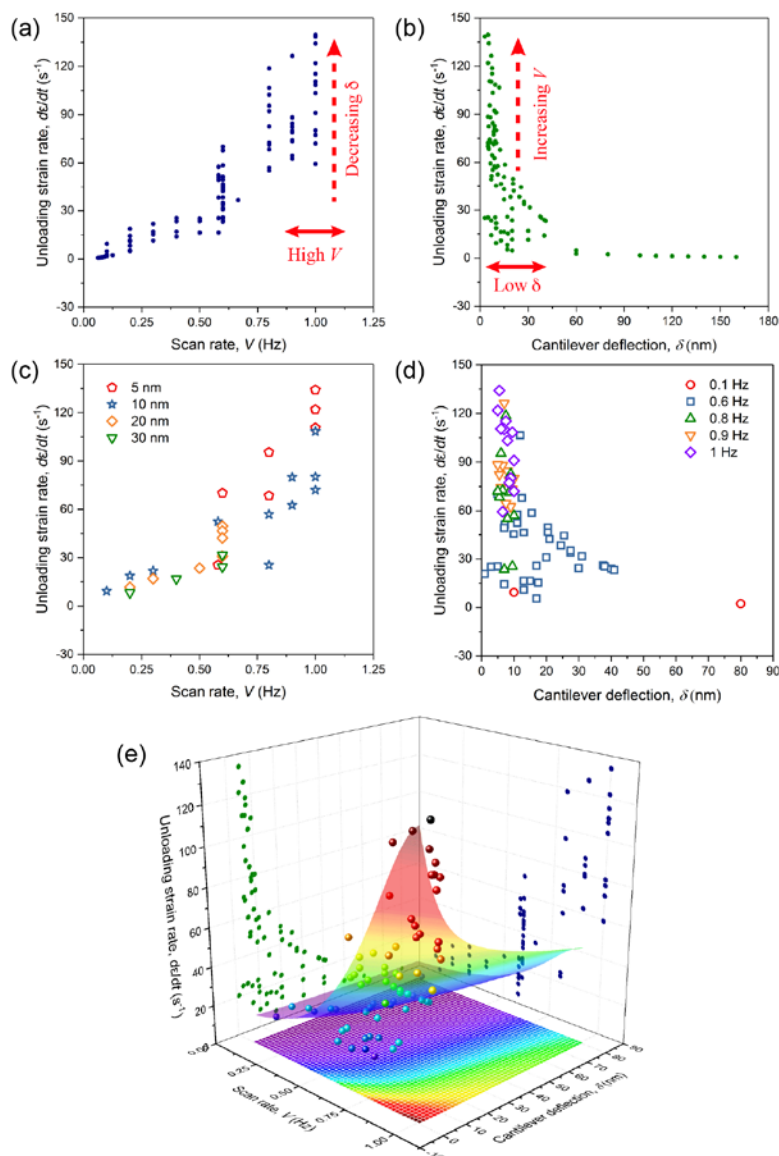 (a)
150
120
90
60
30
0
-30
Unloading strain rate, dε/dt (s⁻¹)
Decreasing δ
High V
0.00 0.25 0.50 0.75 1.00 1.25
Scan rate, V (Hz)
(b)
150
120
90
60
30
0
-30
Unloading strain rate, dε/dt (s⁻¹)
Increasing V
Low δ
0 30 60 90 120 150 180
Cantilever deflection, δ (nm)
(c)
150
120
90
60
30
0
-30
Unloading strain rate, dε/dt (s⁻¹)
5 nm
10 nm
20 nm
30 nm
0.00 0.25 0.50 0.75 1.00 1.25
Scan rate, V (Hz)
(d)
150
120
90
60
30
0
-30
Unloading strain rate, dε/dt (s⁻¹)
0.1 Hz
0.6 Hz
0.8 Hz
0.9 Hz
1 Hz
0 10 20 30 40 50 60 70 80 90
Cantilever deflection, δ (nm)
(e)
140
120
100
80
60
40
20
Unloading strain rate, dε/dt (s⁻¹)
0.25 0.50 0.75 1.00
Scan rate, V (Hz)
0 10 20 30 40 50 60 70 80 90
Cantilever deflection, δ (nm)